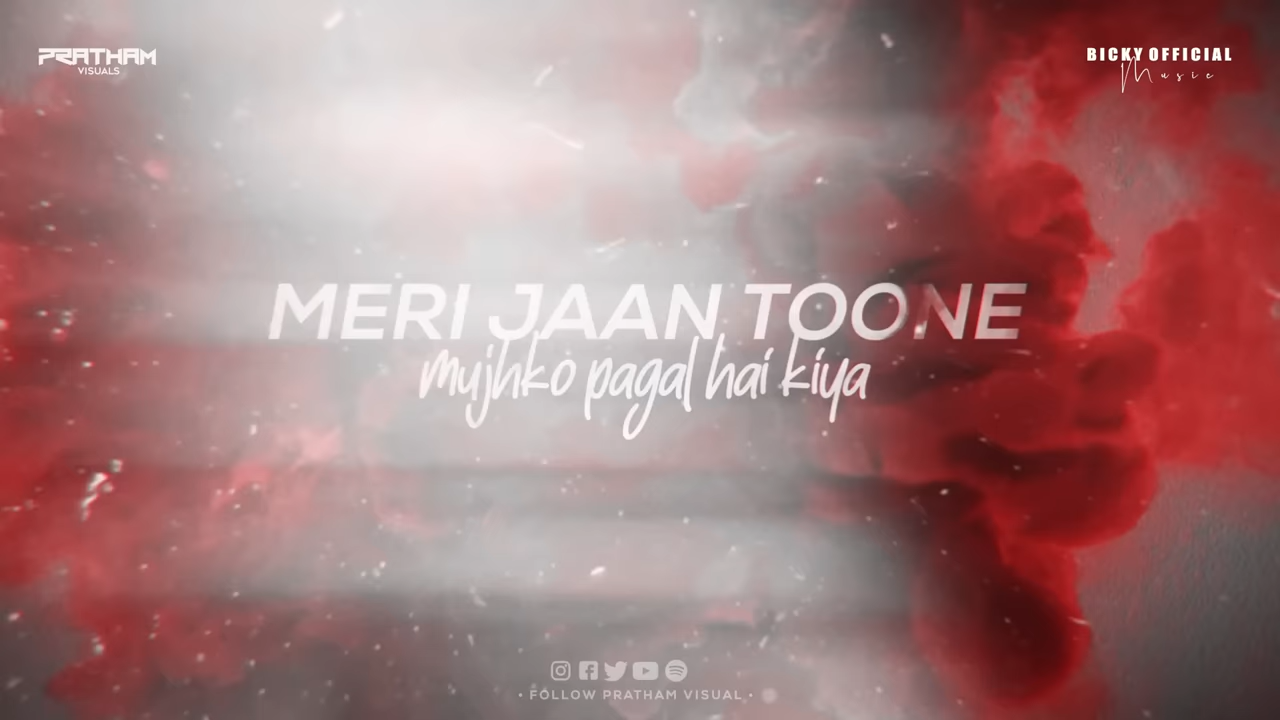 PRATHAM
VISUALS
BICKY OFFICIAL
Music
MERI JAAN TOONE
mujhko pagal hai kiya
• FOLLOW PRATHAM VISUAL •